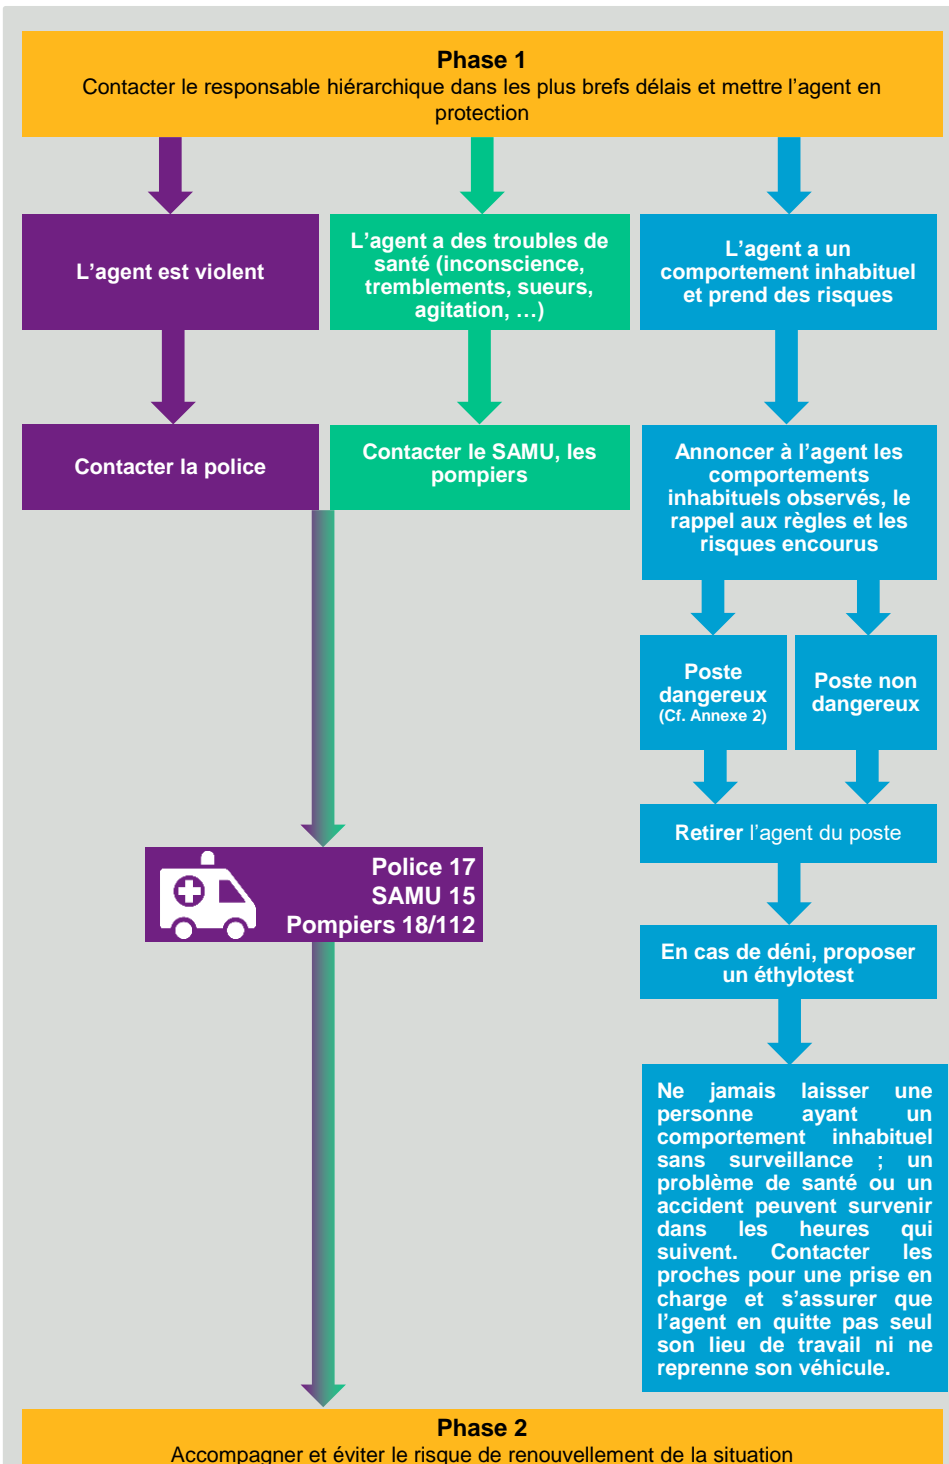 Phase 1
Contacter le responsable hiérarchique dans les plus brefs délais et mettre l'agent en
protection
L'agent est violent
L'agent a des troubles de
santé (inconscience,
tremblements, sueurs,
agitation, …)
L'agent a un
comportement inhabituel
et prend des risques
Contacter la police
Contacter le SAMU, les
pompiers
Annoncer à l'agent les
comportements
inhabituels observés, le
rappel aux règles et les
risques encourus
Poste
dangereux
(Cf. Annexe 2)
Poste non
dangereux
Retirer l'agent du poste
Police 17
SAMU 15
Pompiers 18/112
En cas de déni, proposer
un éthylotest
Ne jamais laisser une
personne ayant un
comportement inhabituel
sans surveillance ; un
problème de santé ou un
accident peuvent survenir
dans les heures qui
suivent. Contacter les
proches pour une prise en
charge et s'assurer que
l'agent en quitte pas seul
son lieu de travail ni ne
reprenne son véhicule.
Phase 2
Accompagner et éviter le risque de renouvellement de la situation